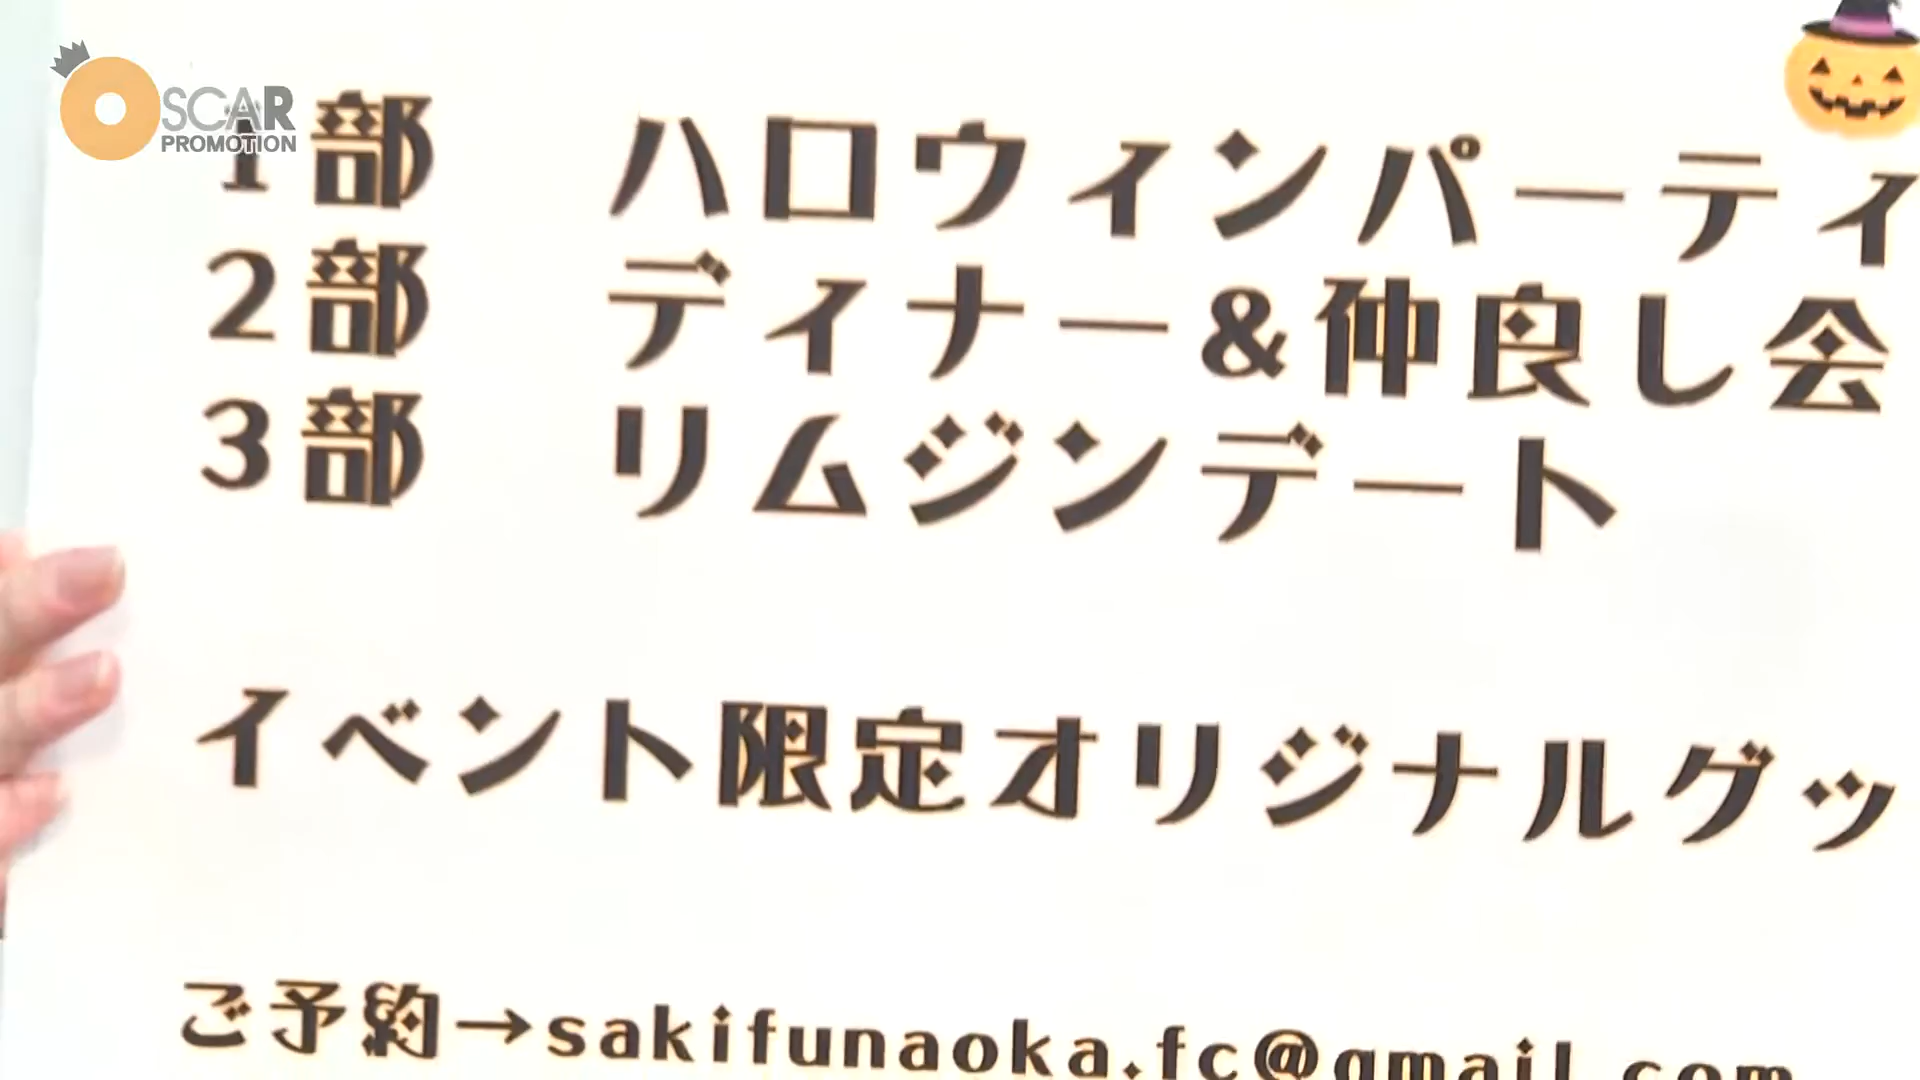 OSCAR
PROMOTION
1部 ハロウィンパーティ
2部 ディナー&仲良し会
3部 リムジンデート
イベント限定オリジナルグッ
ご予約→sakifunaoka.fc@gmail.com